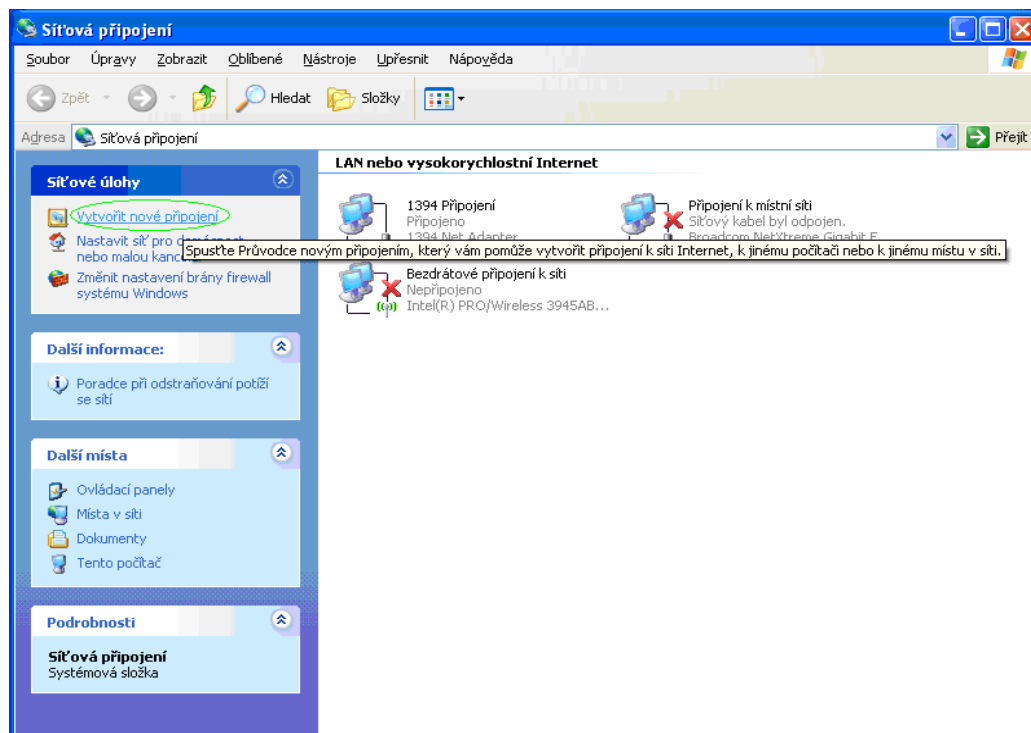 Síťová připojení
Soubor Úpravy Zobrazit Oblíbené Nástroje Upřesnit Nápověda
Zpět Hledat Složky
Adresa Síťová připojení Přejít
Síťové úlohy
Vytvořit nové připojení
Nastavit síť pro
nebo malou
Změnit nastavení brány firewall
systému Windows
Další informace:
Poradce při odstraňování potíží
se sítí
Další místa
Ovládací panely
Místa v síti
Dokumenty
Tento počítač
Podrobnosti
Síťová připojení
Systémová složka
LAN nebo vysokorychlostní Internet
1394 Připojení
Připojeno
1394 Net Adapter
Připojení k místní síti
Síťový kabel byl odpojen.
Broadcom NetXtreme Gigabit E
Spusťte Průvodce novým připojením, který vám pomůže vytvořit připojení k síti Internet, k jinému počítači nebo k jinému místu v síti.
Bezdrátové připojení k síti
Nepřipojeno
Intel(R) PRO/Wireless 3945AB...